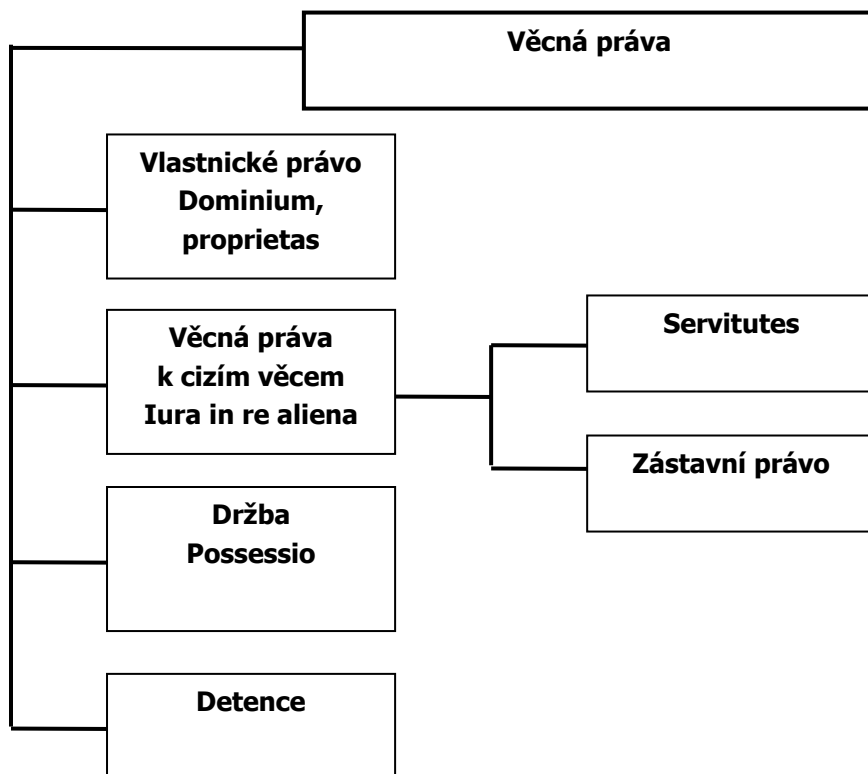 Věcná práva
Vlastnické právo
Dominium,
proprietas
Věcná práva
k cizím věcem
Iura in re aliena
Servitutes
Zástavní právo
Držba
Possessio
Detence